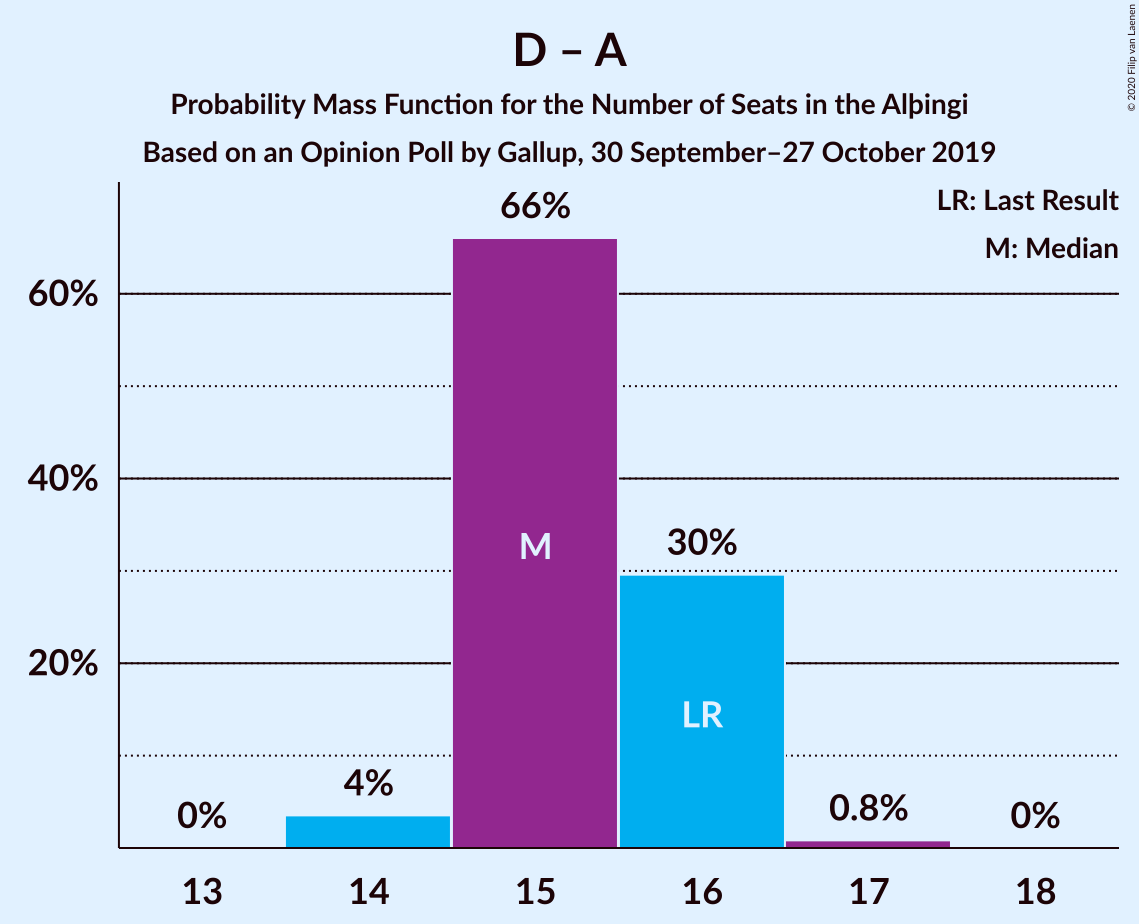 D – A
Probability Mass Function for the Number of Seats in the Alþingi
Based on an Opinion Poll by Gallup, 30 September–27 October 2019
© 2020 Filip van Laenen
LR: Last Result
M: Median
66%
60%
40%
M
30%
20%
LR
4%
0%
0.8%
0%
13 14 15 16 17 18